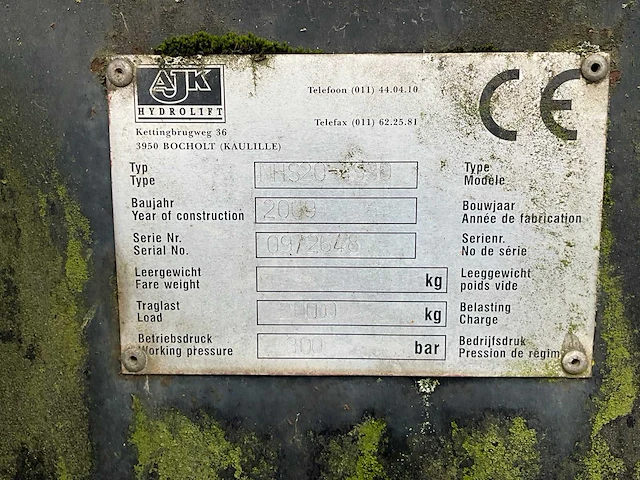 AJK
HYDROLIFT
Kettingbrugweg 36
3950 BOCHOLT (KAULILLE)
Telefoon (011) 44.04.10
Telefax (011) 62.25.81
CE
Typ Type
Type Modéle
Baujahr 2009 Bouwjaar
Year of construction Année de fabrication
Serie Nr. Serienr.
Serial No. No de série
Leergewicht Leeggewicht
Fare weight kg poids vide
Traglast Belasting
Load kg Charge
Betriebsdruck 300 Bedrijfsdruk
Working pressure bar Pression de régim